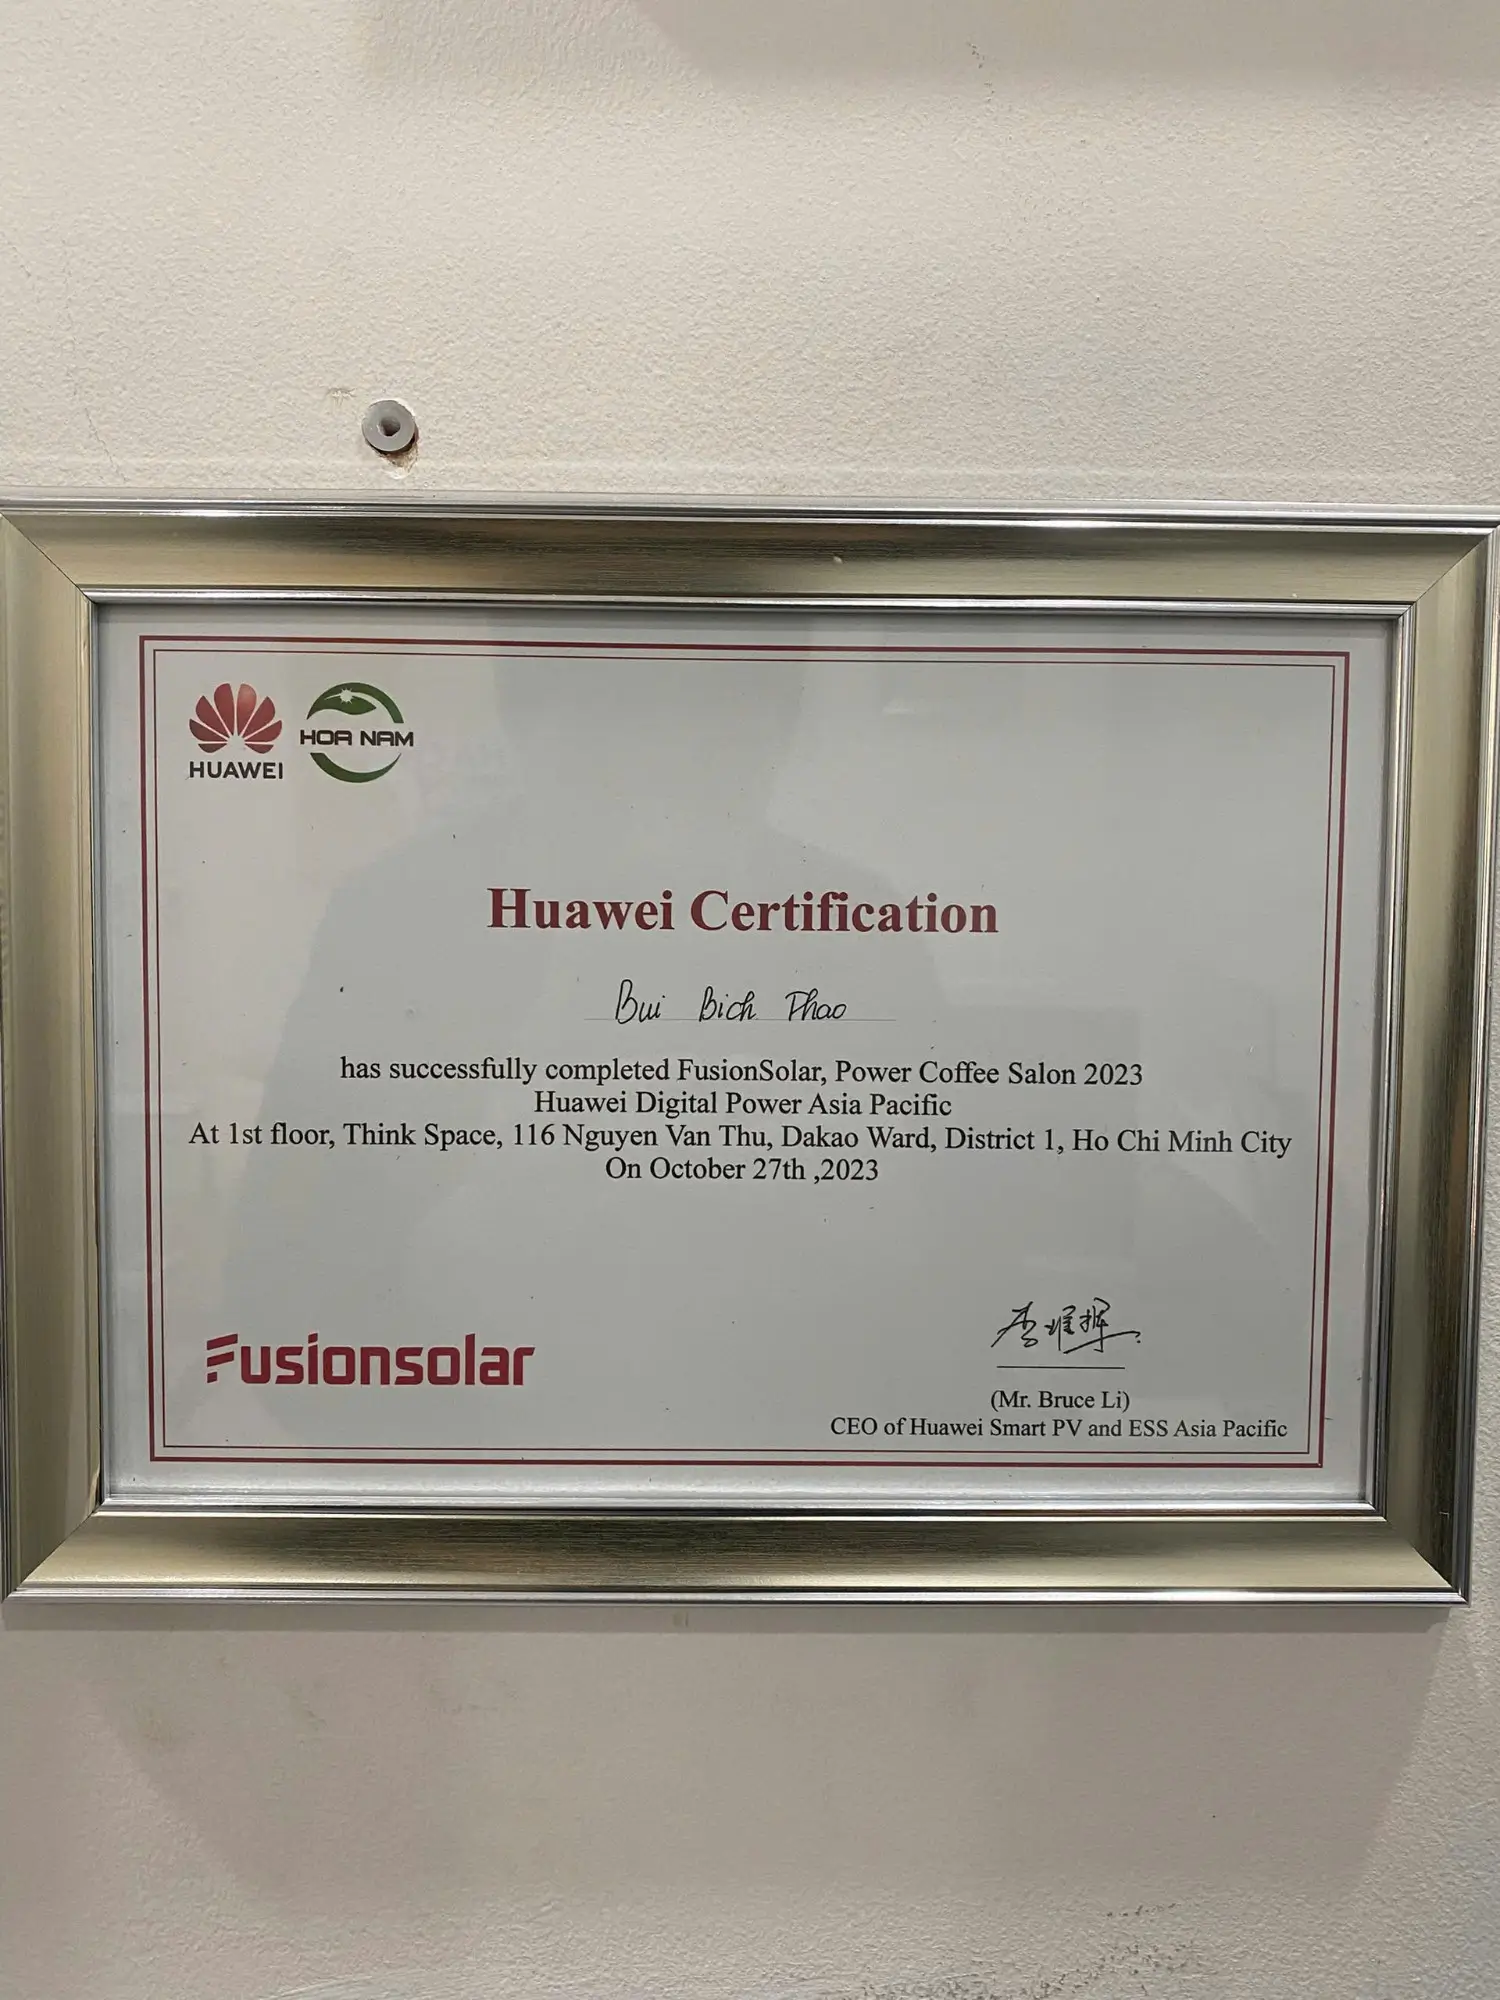 HUAWEI
HOA NAM
Huawei Certification
Bui Bich Thao
has successfully completed FusionSolar, Power Coffee Salon 2023
Huawei Digital Power Asia Pacific
At 1st floor, Think Space, 116 Nguyen Van Thu, Dakao Ward, District 1, Ho Chi Minh City
On October 27th ,2023
Fusionsolar
(Mr. Bruce Li)
CEO of Huawei Smart PV and ESS Asia Pacific